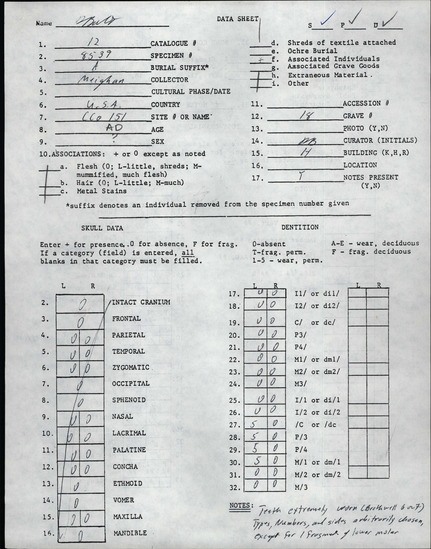 Name
DATA SHEET
S P D
1. 12 CATALOGUE #
2. 8539 SPECIMEN #
3. A BURIAL SUFFIX*
4. Meighan COLLECTOR
5. CULTURAL PHASE/DATE
6. U.S.A. COUNTRY
7. CCo 151 SITE # OR NAME
8. AD AGE
9. ? SEX
d. Shreds of textile attached
e. Ochre Burial
+ f. Associated Individuals
g. Associated Grave Goods
h. Extraneous Material
i. Other
11. ACCESSION #
12. 18 GRAVE #
13. PHOTO (Y,N)
14. CURATOR (INITIALS)
15. H BUILDING (K,H,R)
16. LOCATION
17. Y NOTES PRESENT (Y,N)
10. ASSOCIATIONS: + or 0 except as noted
a. Flesh (0; L-little, shreds; M-
mummified, much flesh)
b. Hair (0; L-little; M-much)
c. Metal Stains
*suffix denotes an individual removed from the specimen number given
SKULL DATA
Enter + for presence, 0 for absence, F for frag.
If a category (field) is entered, all
blanks in that category must be filled.
L R
2. 0 INTACT CRANIUM
3. 0 FRONTAL
4. 0 0 PARIETAL
5. 0 0 TEMPORAL
6. 0 0 ZYGOMATIC
7. 0 OCCIPITAL
8. 0 SPHENOID
9. 0 0 NASAL
10. 0 0 LACRIMAL
11. 0 0 PALATINE
12. 0 0 CONCHA
13. 0 ETHMOID
14. 0 VOMER
15. 0 0 MAXILLA
16. 0 MANDIBLE
DENTITION
0-absent A-E - wear, deciduous
T-frag. perm. F - frag. deciduous
1-5 - wear, perm.
L R L R
17. 0 0 I1/ or di1/
18. 0 0 I2/ or di2/
19. 0 0 C/ or dc/
20. 0 0 P3/
21. 0 0 P4/
22. 0 0 M1/ or dm1/
23. 0 0 M2/ or dm2/
24. 0 0 M3/
25. 0 0 I/1 or di/1
26. 0 0 I/2 or di/2
27. 5 0 /C or /dc
28. 5 0 P/3
29. 5 0 P/4
30. 5 0 M/1 or dm/1
31. 0 0 M/2 or dm/2
32. 0 0 M/3
NOTES: Teeth extremely worn (Brothwell 6 or 7)
Types, Numbers, and sides arbitrarily chosen,
except for 1 fragment of lower molar